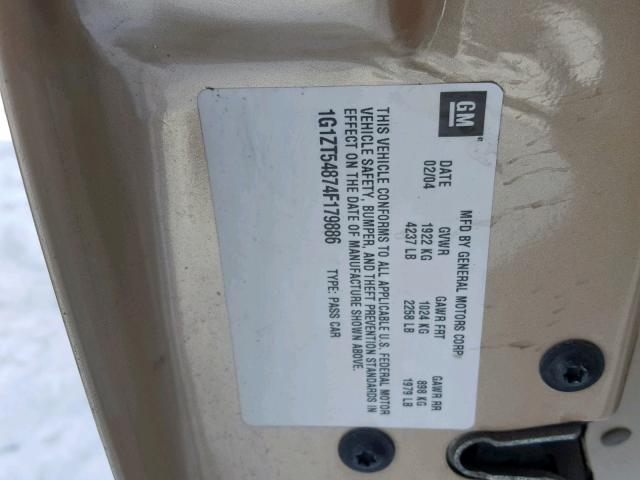 GM
MFD BY GENERAL MOTORS CORP
DATE GVWR GAWR FRT GAWR RR
02/04 1922 KG 1024 KG 898 KG
4237 LB 2258 LB 1979 LB
THIS VEHICLE CONFORMS TO ALL APPLICABLE U.S. FEDERAL MOTOR
VEHICLE SAFETY, BUMPER, AND THEFT PREVENTION STANDARDS IN
EFFECT ON THE DATE OF MANUFACTURE SHOWN ABOVE.
1G1ZT54874F179886 TYPE: PASS CAR